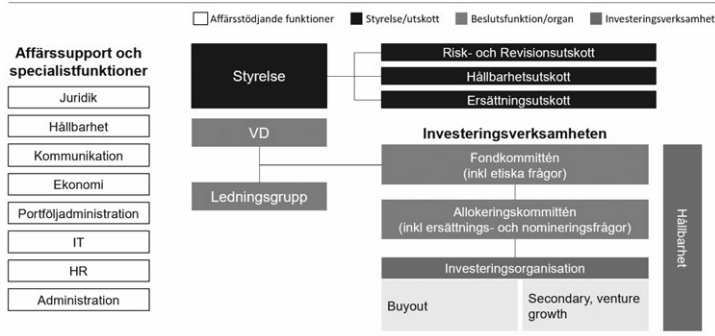 Affärsstödjande funktioner
Styrelse/utskott
Beslutsfunktion/organ
Investeringsverksamhet
Affärssupport och
specialistfunktioner
Juridik
Hållbarhet
Kommunikation
Ekonomi
Portföljadministration
IT
HR
Administration
Styrelse
Risk- och Revisionsutskott
Hållbarhetsutskott
Ersättningsutskott
VD
Ledningsgrupp
Investeringsverksamheten
Fondkommittén
(inkl etiska frågor)
Allokeringskommittén
(inkl ersättnings- och nomineringsfrågor)
Investeringsorganisation
Buyout
Secondary, venture
growth
Hållbarhet